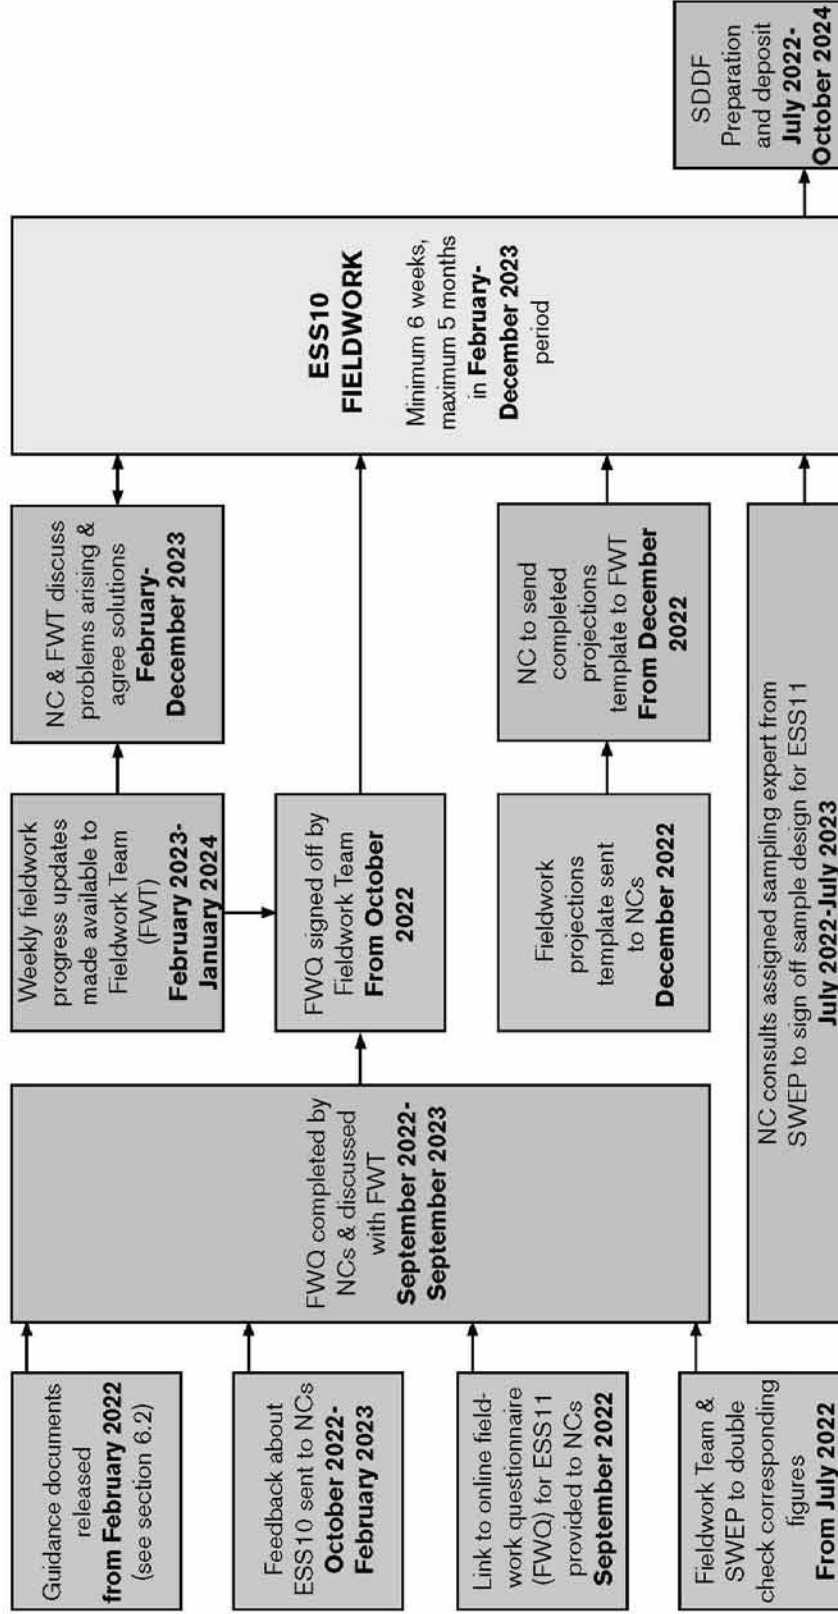 Guidance documents
released
from February 2022
(see section 6.2)
Feedback about
ESS10 sent to NCs
October 2022-
February 2023
Link to online field-
work questionnaire
(FWQ) for ESS11
provided to NCs
September 2022
Fieldwork Team &
SWEP to double
check corresponding
figures
From July 2022
FWQ completed by
NCs & discussed
with FWT
September 2022-
September 2023
Weekly fieldwork
progress updates
made available to
Fieldwork Team
(FWT)
February 2023-
January 2024
FWQ signed off by
Fieldwork Team
From October
2022
Fieldwork
projections
template sent
to NCs
December 2022
NC & FWT discuss
problems arising &
agree solutions
February-
December 2023
NC to send
completed
projections
template to FWT
From December
2022
NC consults assigned sampling expert from
SWEP to sign off sample design for ESS11
July 2022-July 2023
ESS10
FIELDWORK
Minimum 6 weeks,
maximum 5 months
in February-
December 2023
period
SDDF
Preparation
and deposit
July 2022-
October 2024